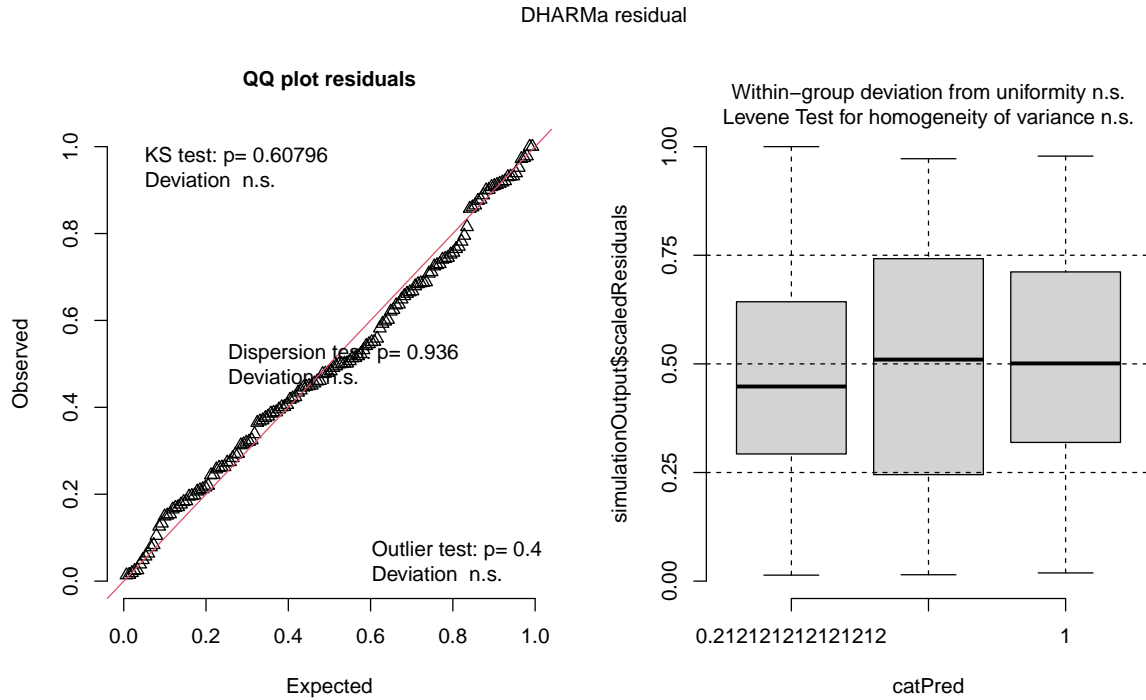 DHARMa residual
QQ plot residuals
KS test: p= 0.60796
Deviation n.s.
Dispersion test: p= 0.936
Deviation n.s.
Outlier test: p= 0.4
Deviation n.s.
Observed
0.0 0.2 0.4 0.6 0.8 1.0
0.0 0.2 0.4 0.6 0.8 1.0
Expected
Within−group deviation from uniformity n.s.
Levene Test for homogeneity of variance n.s.
simulationOutput$scaledResiduals
0.00 0.25 0.50 0.75 1.00
0.212121212121212 1
catPred